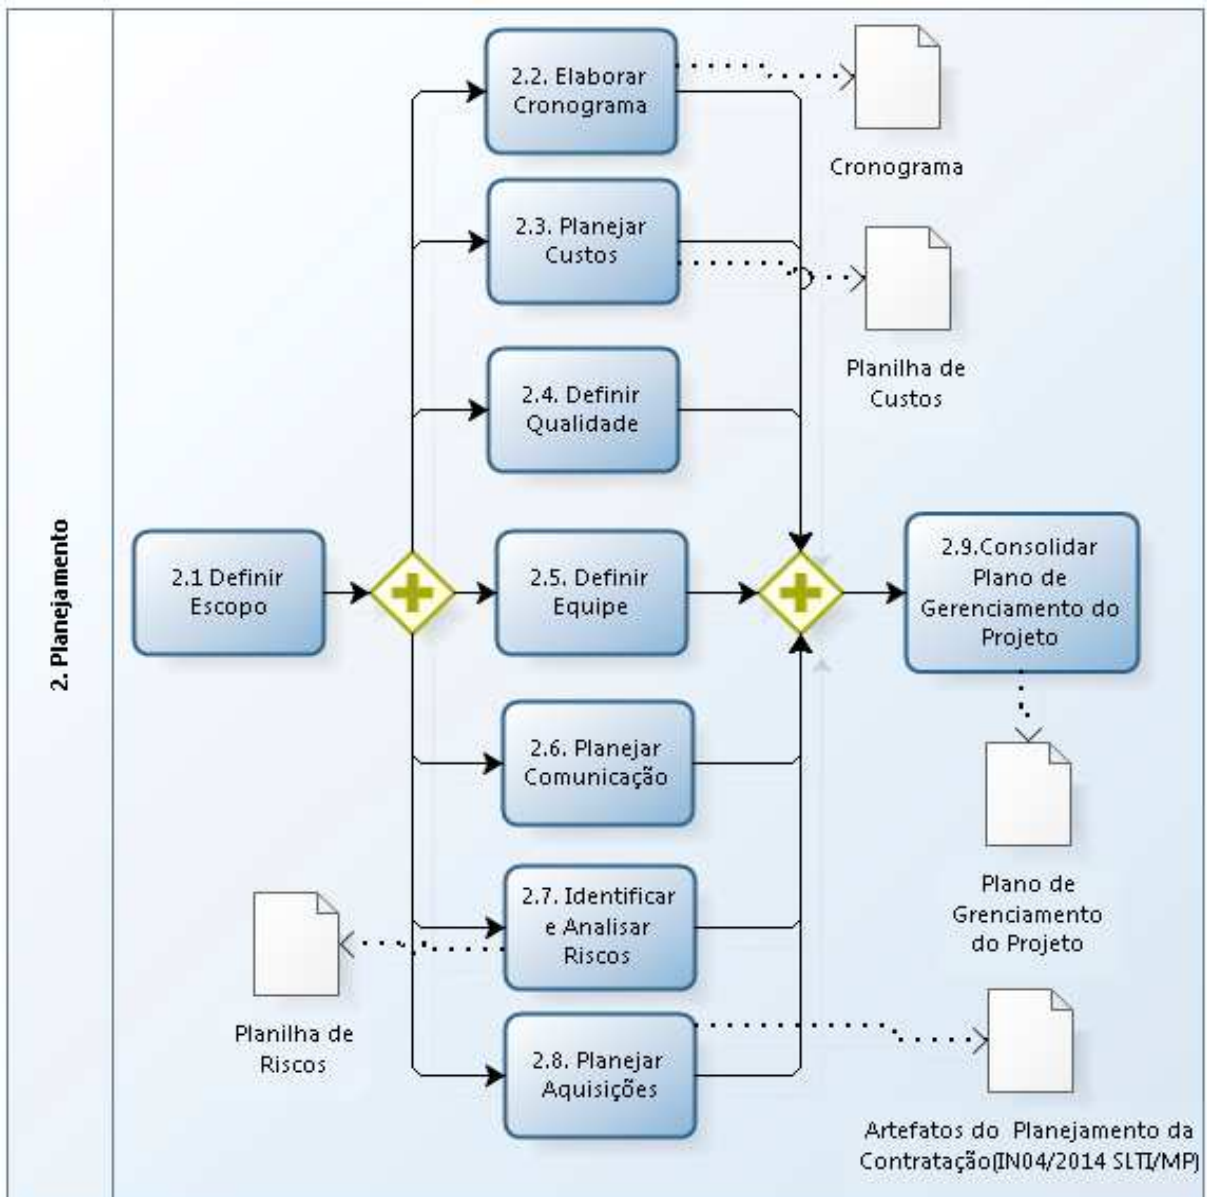 2. Planejamento
2.1 Definir
Escopo
2.2. Elaborar
Cronograma
Cronograma
2.3. Planejar
Custos
Planilha de
Custos
2.4. Definir
Qualidade
2.5. Definir
Equipe
2.6. Planejar
Comunicação
2.7. Identificar
e Analisar
Riscos
Planilha de
Riscos
2.8. Planejar
Aquisições
Artefatos do Planejamento da
Contratação(IN04/2014 SLTI/MP)
2.9.Consolidar
Plano de
Gerenciamento do
Projeto
Plano de
Grenciamento
do Projeto